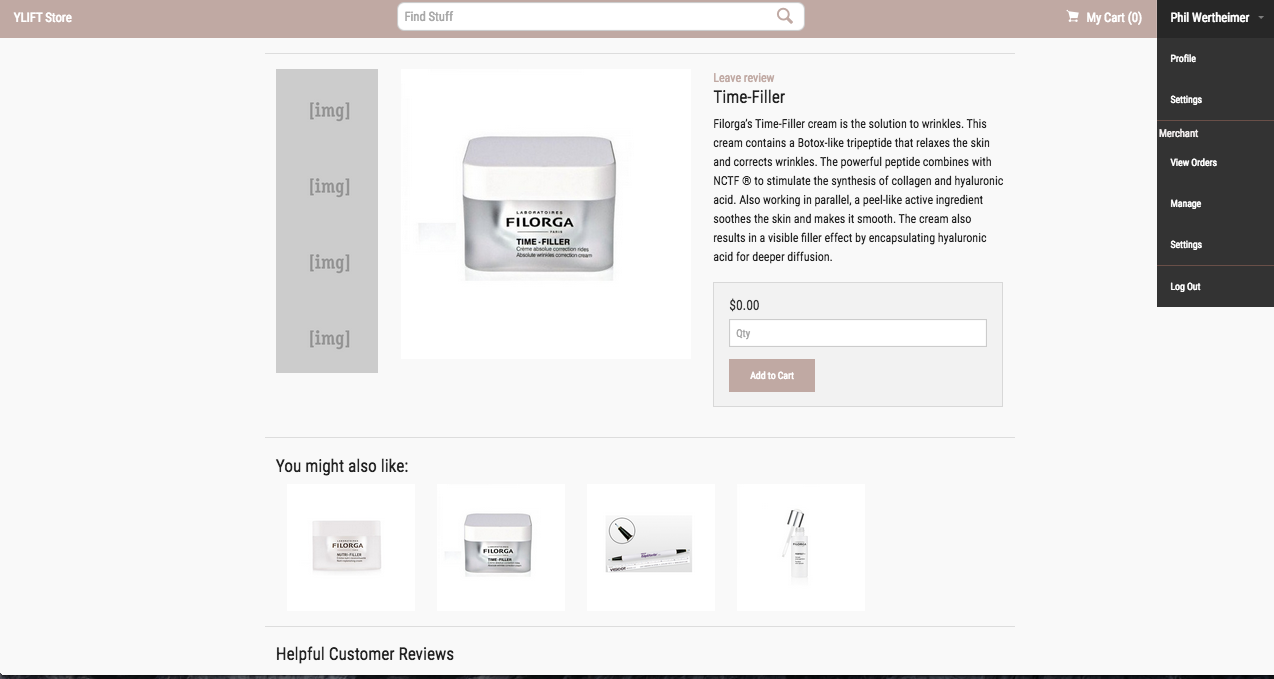 YLIFT Store
Find Stuff
My Cart (0)
Phil Wertheimer
Profile
Settings
Merchant
View Orders
Manage
Settings
Log Out
[img]
[img]
[img]
[img]
LABORATOIRES
FILORGA
PARIS
TIME-FILLER
Crème absolue correction rides
Absolute wrinkles correction cream
Leave review
Time-Filler
Filorga's Time-Filler cream is the solution to wrinkles. This
cream contains a Botox-like tripeptide that relaxes the skin
and corrects wrinkles. The powerful peptide combines with
NCTF ® to stimulate the synthesis of collagen and hyaluronic
acid. Also working in parallel, a peel-like active ingredient
soothes the skin and makes it smooth. The cream also
results in a visible filler effect by encapsulating hyaluronic
acid for deeper diffusion.
$0.00
Qty
Add to Cart
You might also like:
FILORGA
NUTRI-FILLER
FILORGA
TIME-FILLER
VISCOT
FILORGA
Helpful Customer Reviews